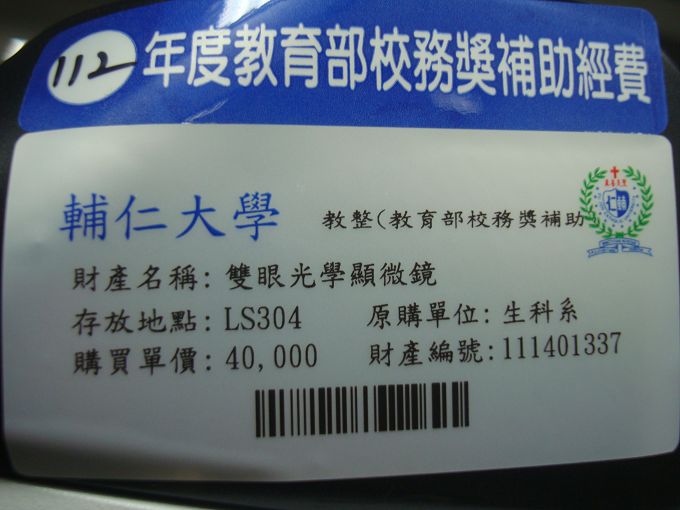 112 年度教育部校務獎補助經費
輔仁大學 教整(教育部校務獎補助
財產名稱: 雙眼光學顯微鏡
存放地點: LS304 原購單位: 生科系
購買單價: 40,000 財產編號: 111401337